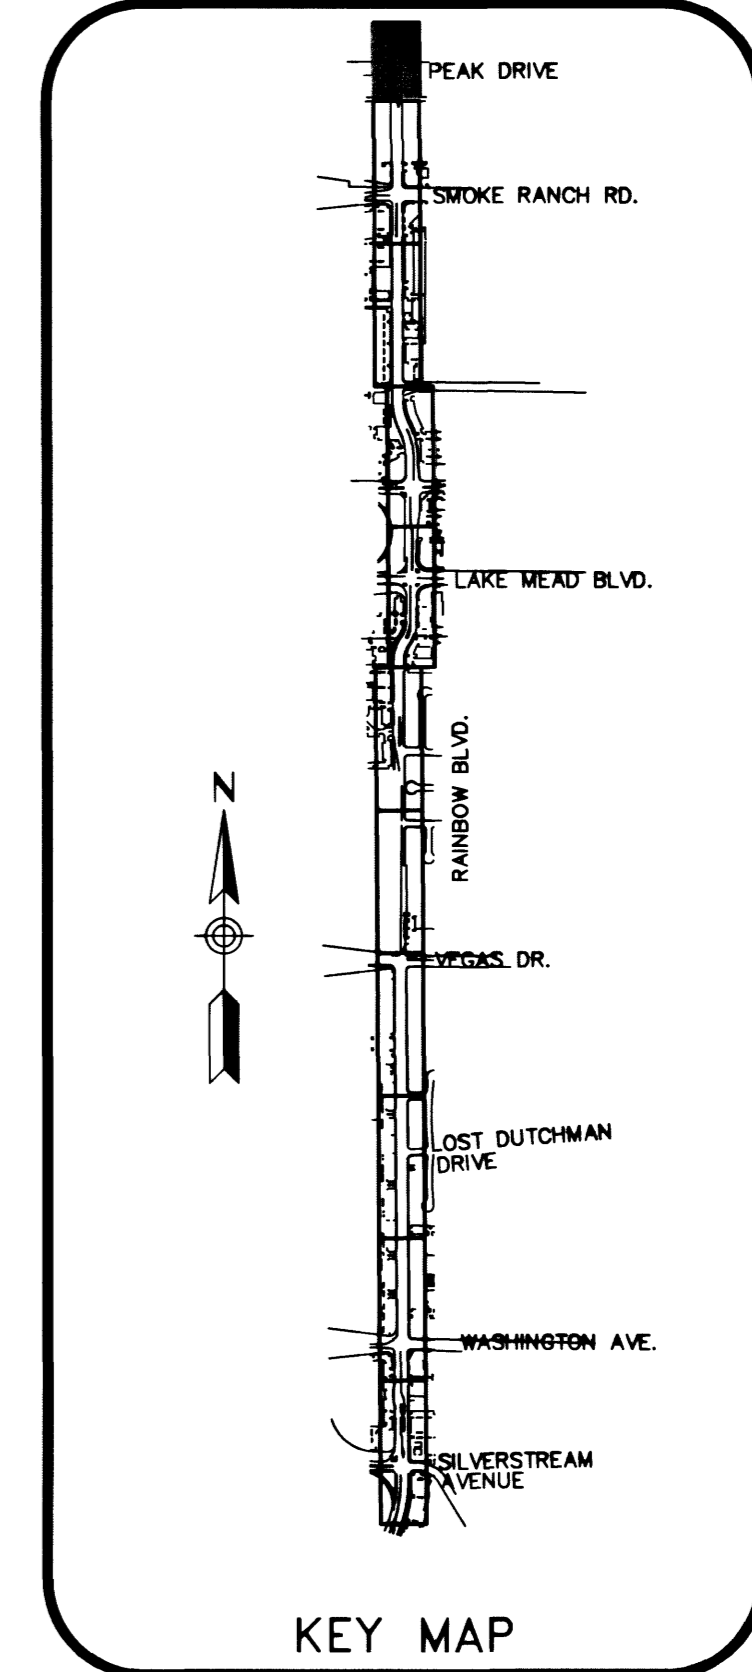 PEAK DRIVE
SMOKE RANCH RD.
LAKE MEAD BLVD.
RAINBOW BLVD.
N
VEGAS DR.
LOST DUTCHMAN
DRIVE
WASHINGTON AVE.
SILVERSTREAM
AVENUE
KEY MAP